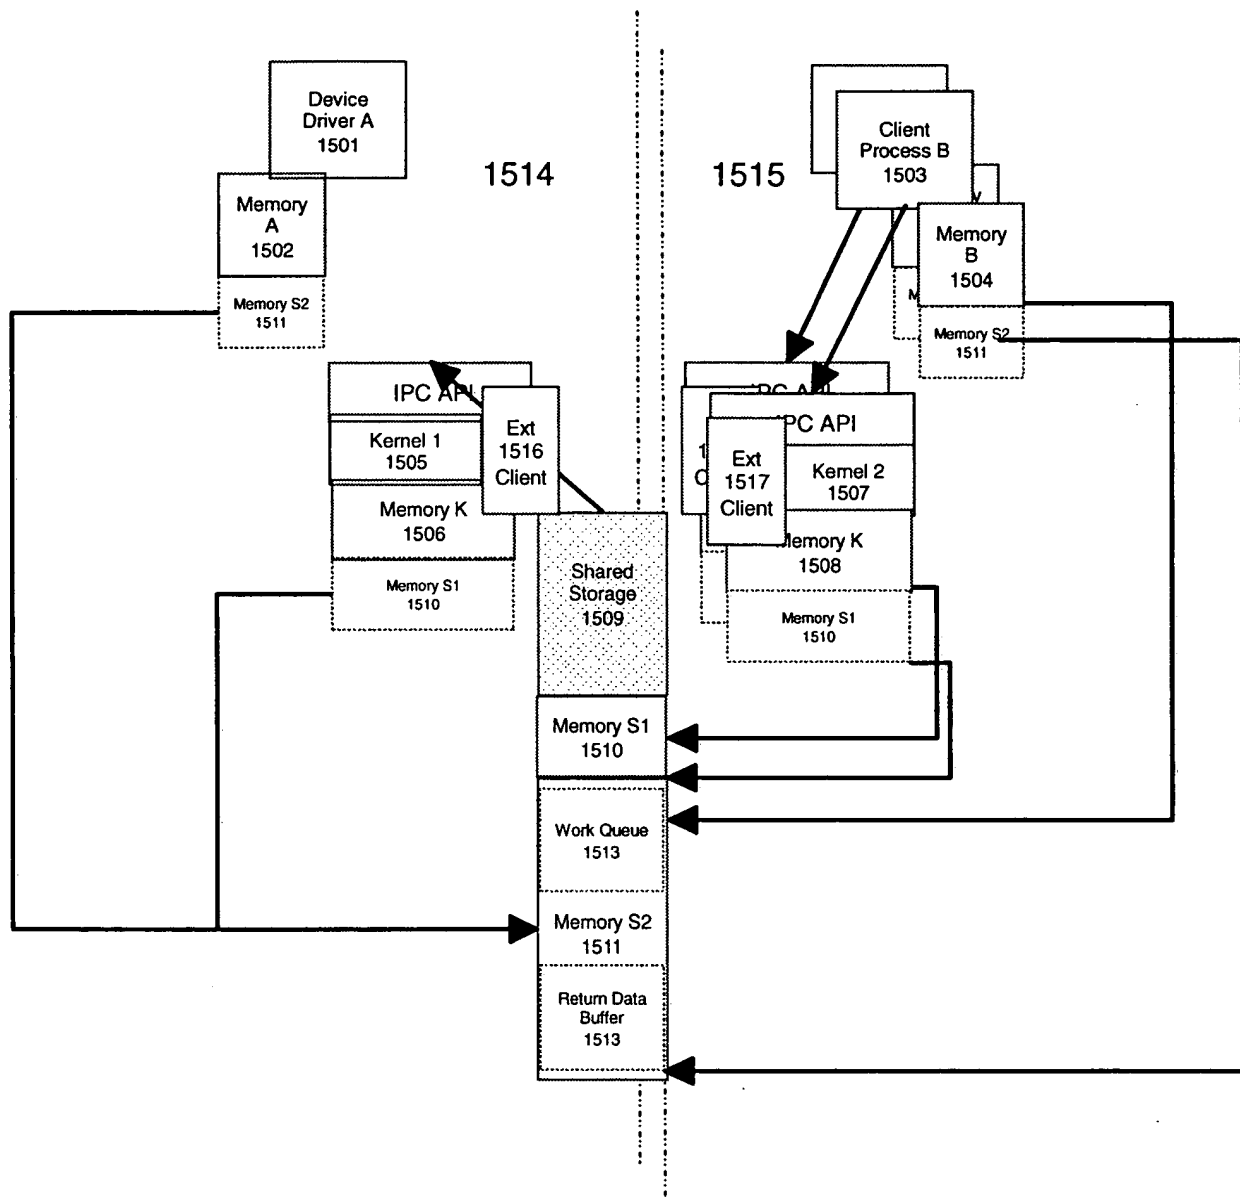 Device
Driver A
1501
1514
1515
Client
Process B
1503
Memory
A
1502
Memory S2
1511
Memory
B
1504
Memory S2
1511
IPC API
Kernel 1
1505
Ext
1516
Client
Memory K
1506
Memory S1
1510
IPC API
IPC API
Ext
1517
Client
Kernel 2
1507
Memory K
1508
Memory S1
1510
Shared
Storage
1509
Memory S1
1510
Work Queue
1513
Memory S2
1511
Return Data
Buffer
1513